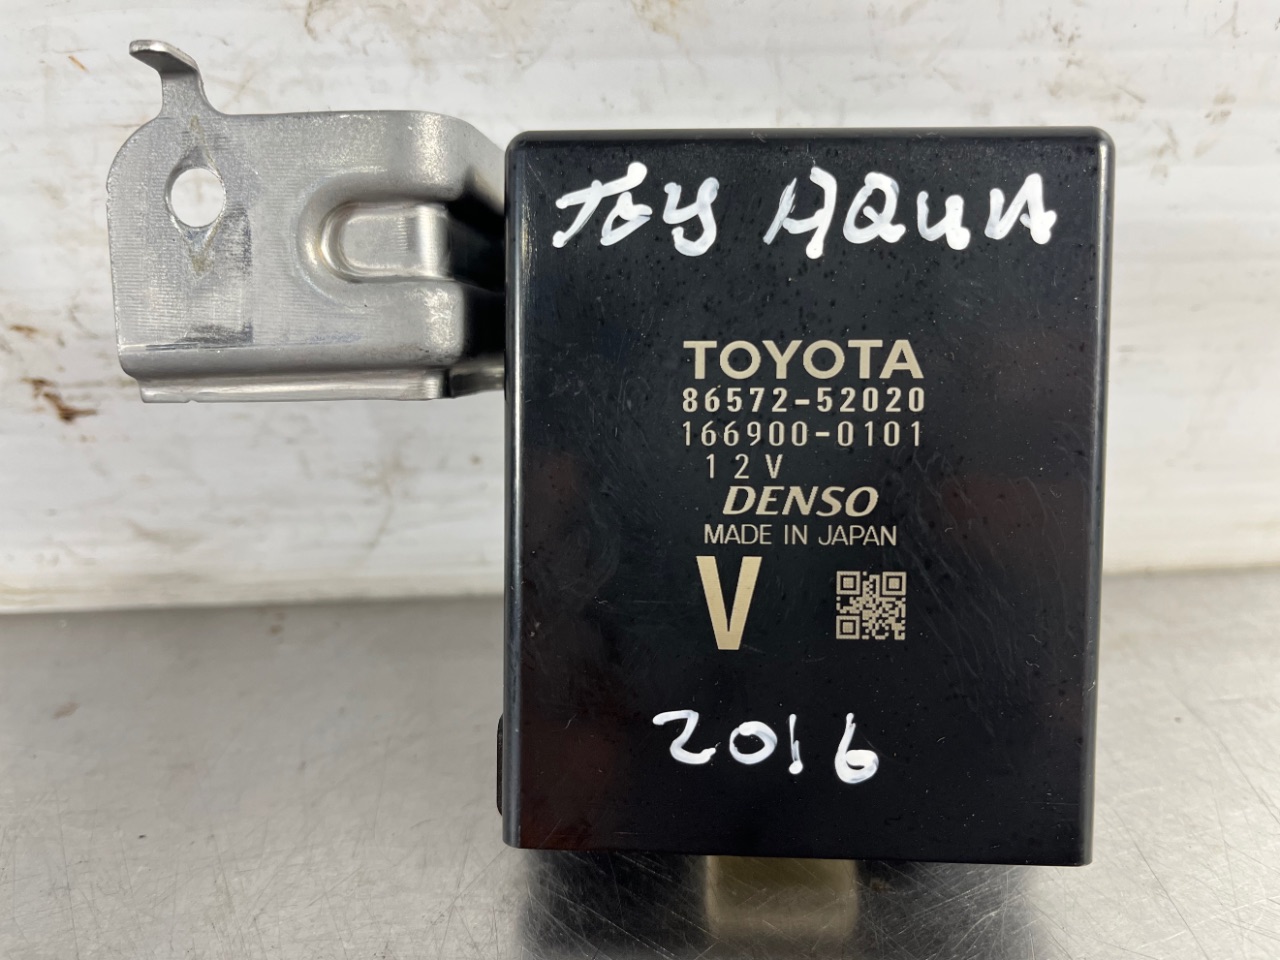 Toy AQUA
TOYOTA
86572-52020
166900-0101
12V
DENSO
MADE IN JAPAN
V
2016